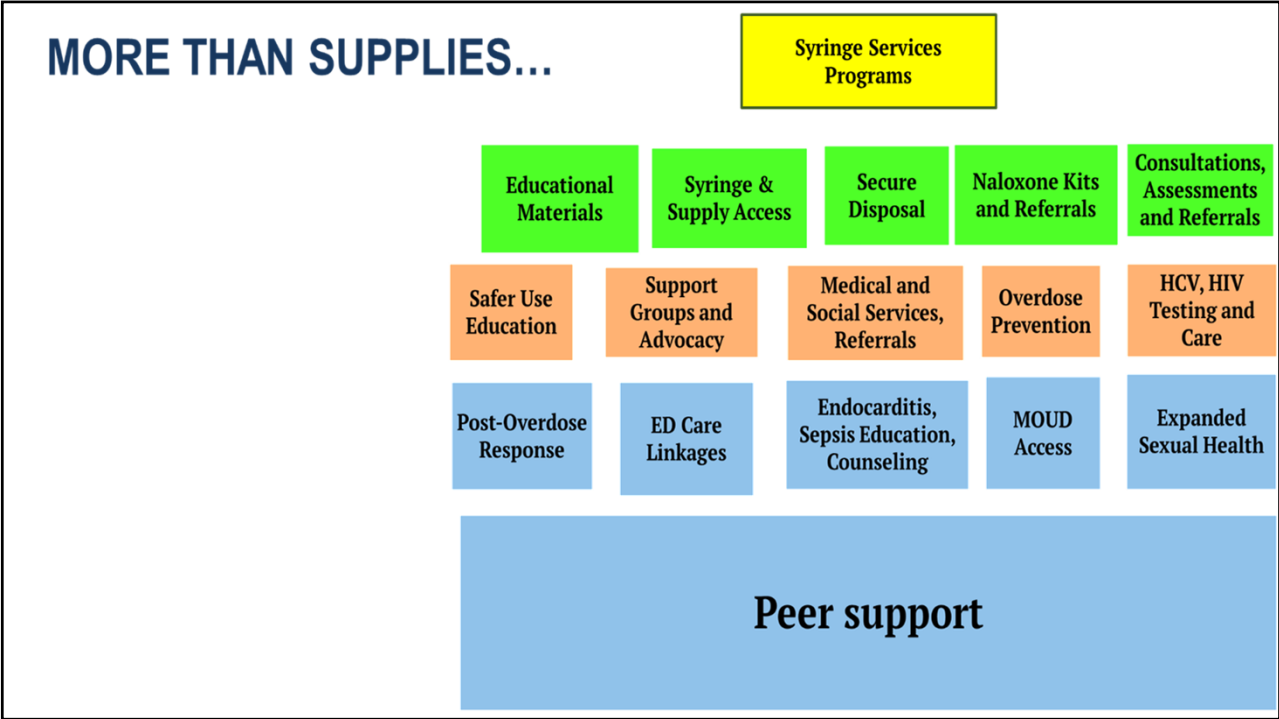 MORE THAN SUPPLIES...
Syringe Services
Programs
Educational
Materials
Syringe &
Supply Access
Secure
Disposal
Naloxone Kits
and Referrals
Consultations,
Assessments
and Referrals
Safer Use
Education
Support
Groups and
Advocacy
Medical and
Social Services,
Referrals
Overdose
Prevention
HCV, HIV
Testing and
Care
Post-Overdose
Response
ED Care
Linkages
Endocarditis,
Sepsis Education,
Counseling
MOUD
Access
Expanded
Sexual Health
Peer support